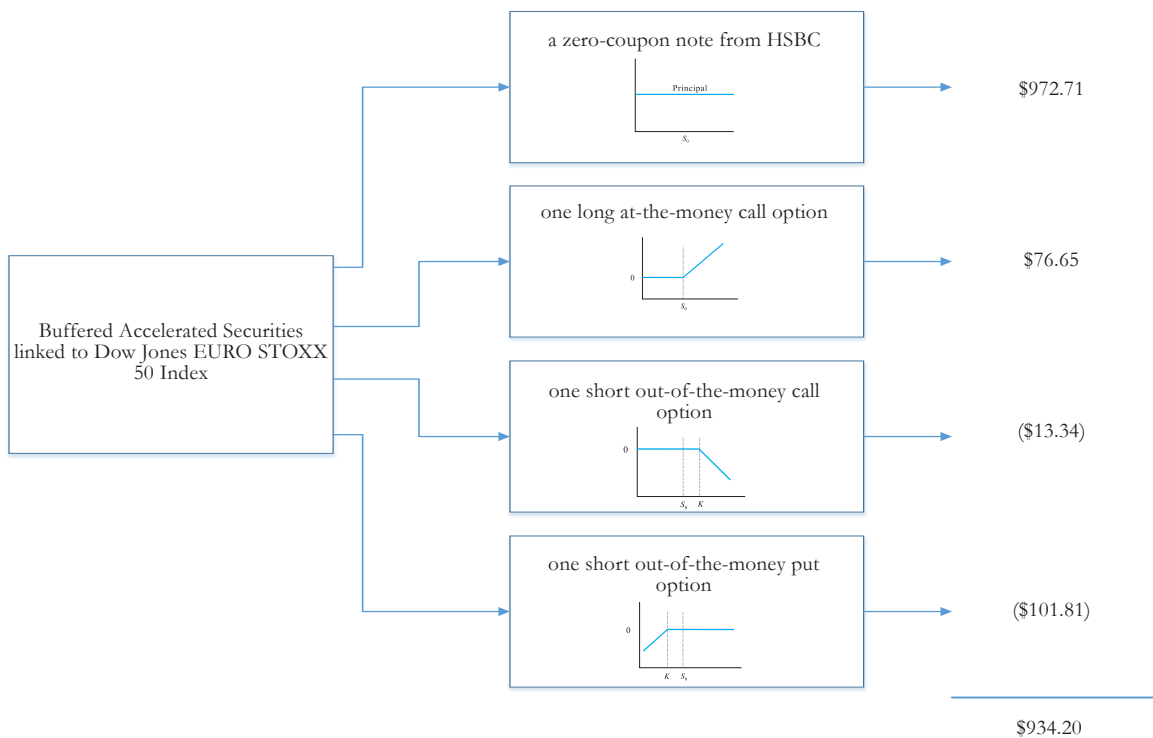 a zero-coupon note from HSBC
Principal
S₀
$972.71
one long at-the-money call option
0
S₀
$76.65
Buffered Accelerated Securities
linked to Dow Jones EURO STOXX
50 Index
one short out-of-the-money call
option
0
S₀ K
($13.34)
one short out-of-the-money put
option
0
K S₀
($101.81)
$934.20